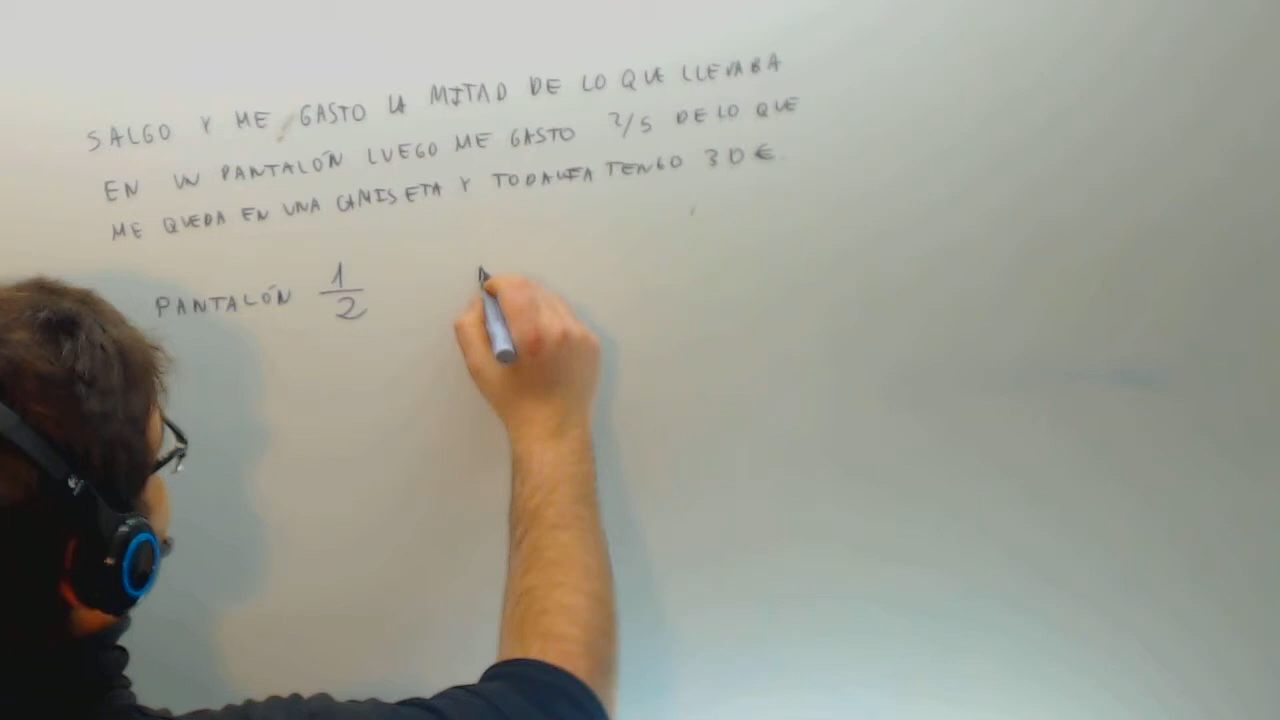 SALGO Y ME GASTO LA MITAD DE LO QUE LLEVABA
EN UN PANTALÓN LUEGO ME GASTO 2/5 DE LO QUE
ME QUEDA EN UNA CAMISETA Y TODAVÍA TENGO 30€.
PANTALÓN 1/2